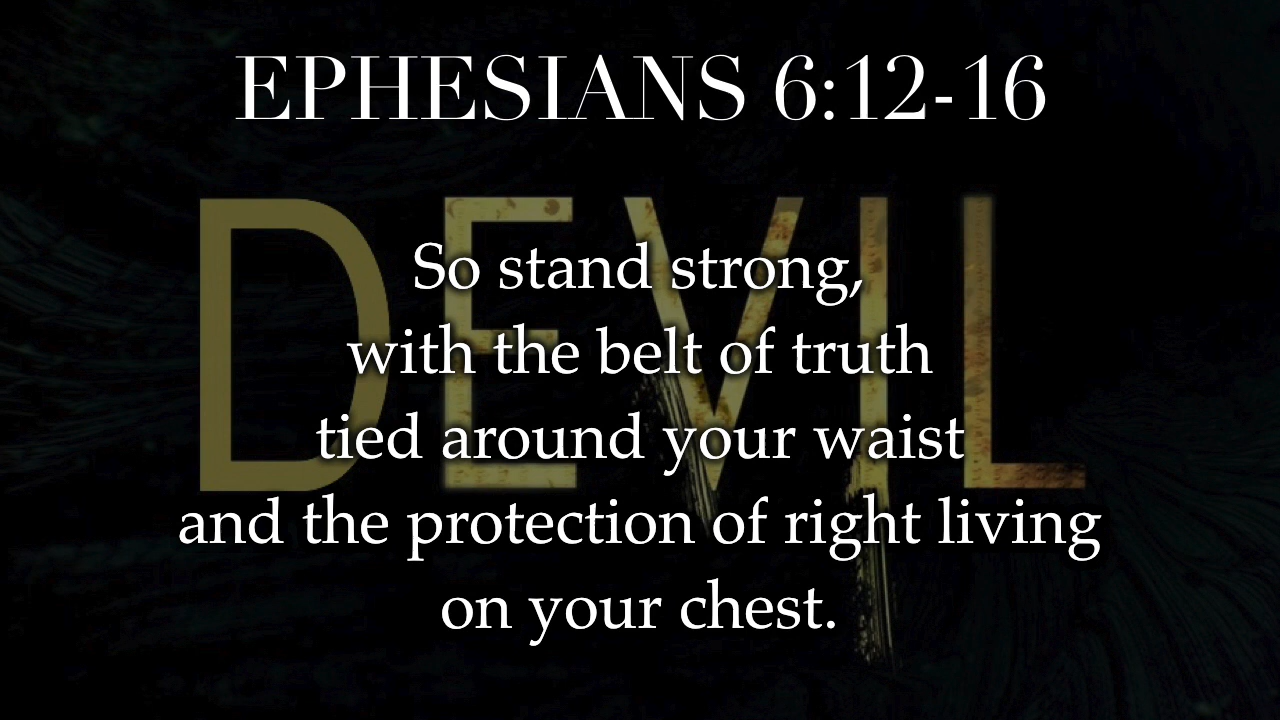 EPHESIANS 6:12-16
DEVIL
So stand strong,
with the belt of truth
tied around your waist
and the protection of right living
on your chest.